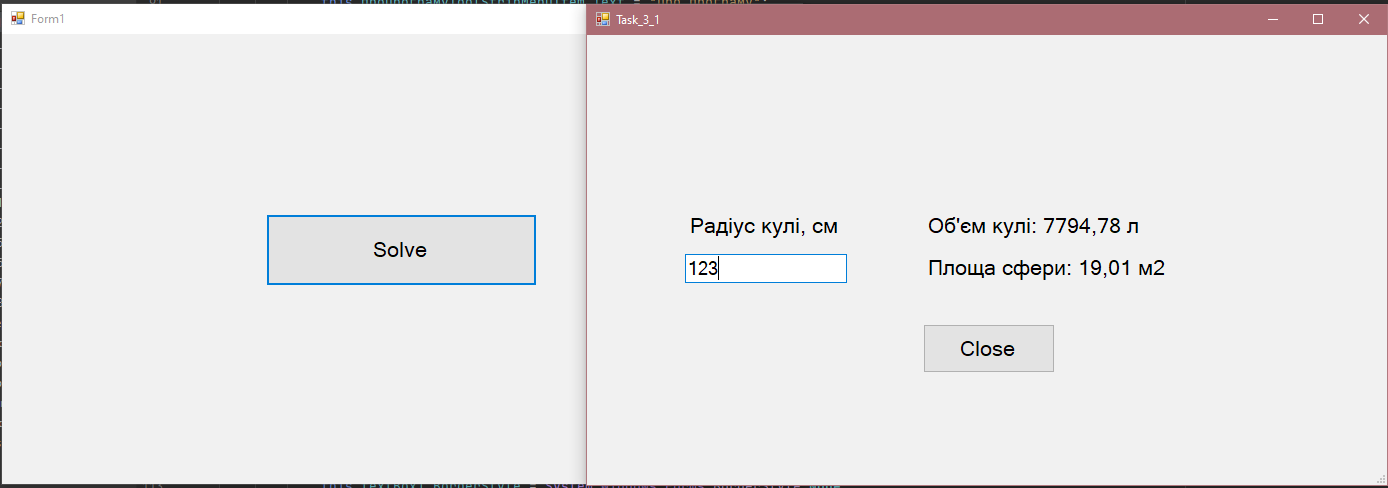 Form1
Task_3_1
Solve
Радіус кулі, см
123
Об'єм кулі: 7794,78 л
Площа сфери: 19,01 м2
Close